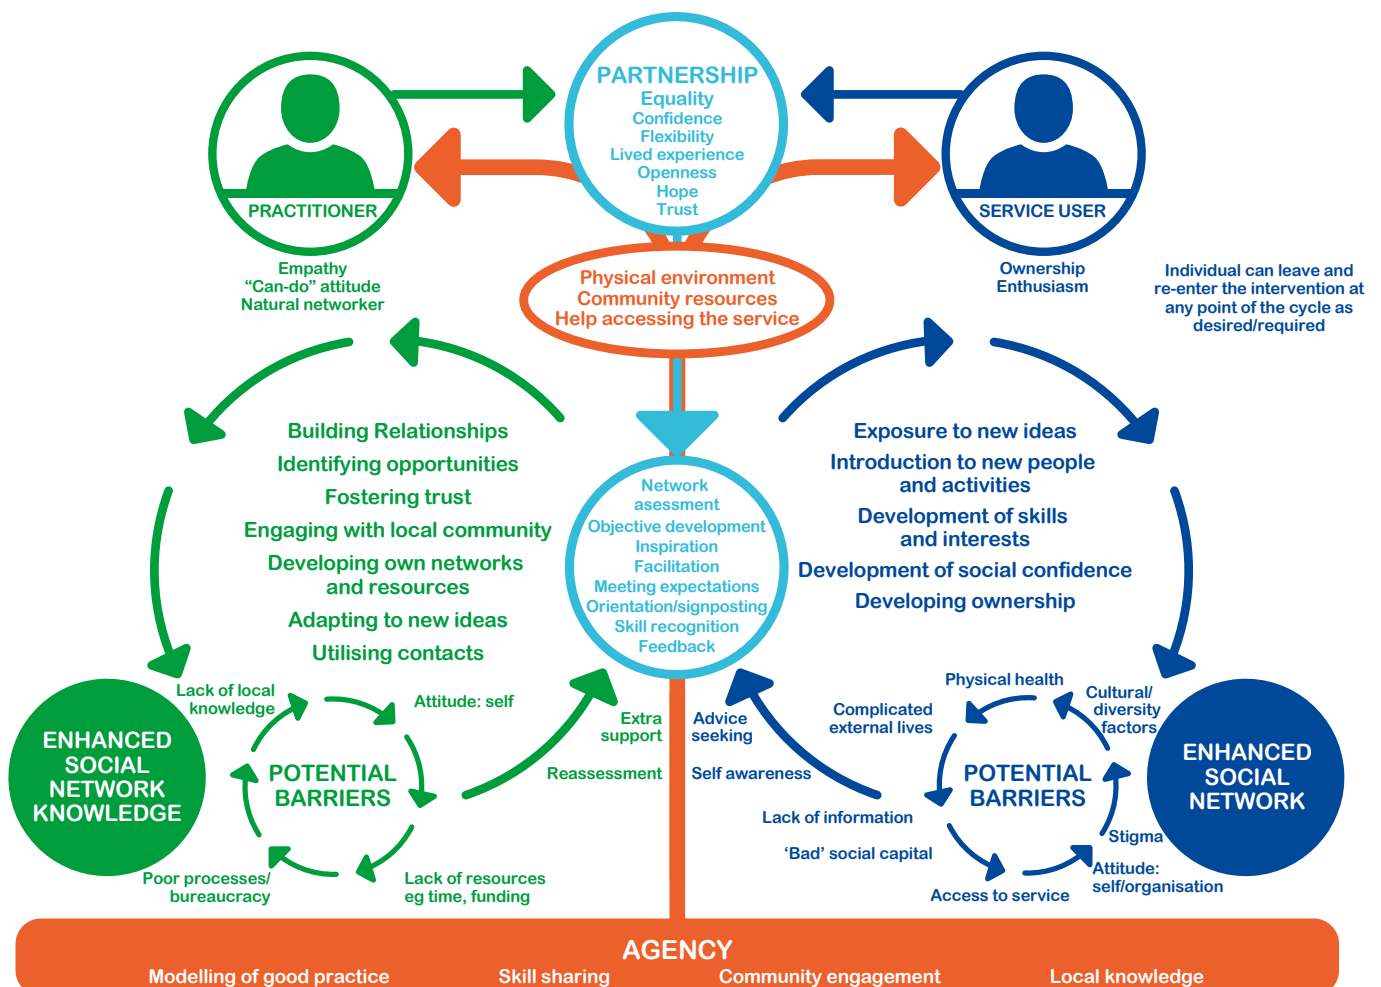 PARTNERSHIP
Equality
Confidence
Flexibility
Lived experience
Openness
Hope
Trust
PRACTITIONER
Empathy
“Can-do” attitude
Natural networker
SERVICE USER
Ownership
Enthusiasm
Individual can leave and
re-enter the intervention at
any point of the cycle as
desired/required
Physical environment
Community resources
Help accessing the service
Building Relationships
Identifying opportunities
Fostering trust
Engaging with local community
Developing own networks
and resources
Adapting to new ideas
Utilising contacts
Network
asessment
Objective development
Inspiration
Facilitation
Meeting expectations
Orientation/signposting
Skill recognition
Feedback
Exposure to new ideas
Introduction to new people
and activities
Development of skills
and interests
Development of social confidence
Developing ownership
ENHANCED
SOCIAL
NETWORK
KNOWLEDGE
Lack of local
knowledge
Attitude: self
POTENTIAL
BARRIERS
Poor processes/
bureaucracy
Lack of resources
eg time, funding
Extra
support
Reassessment
Advice
seeking
Self awareness
Physical health
Complicated
external lives
Cultural/
diversity
factors
POTENTIAL
BARRIERS
Lack of information
‘Bad’ social capital
Access to service
Stigma
Attitude:
self/organisation
ENHANCED
SOCIAL
NETWORK
AGENCY
Modelling of good practice
Skill sharing
Community engagement
Local knowledge